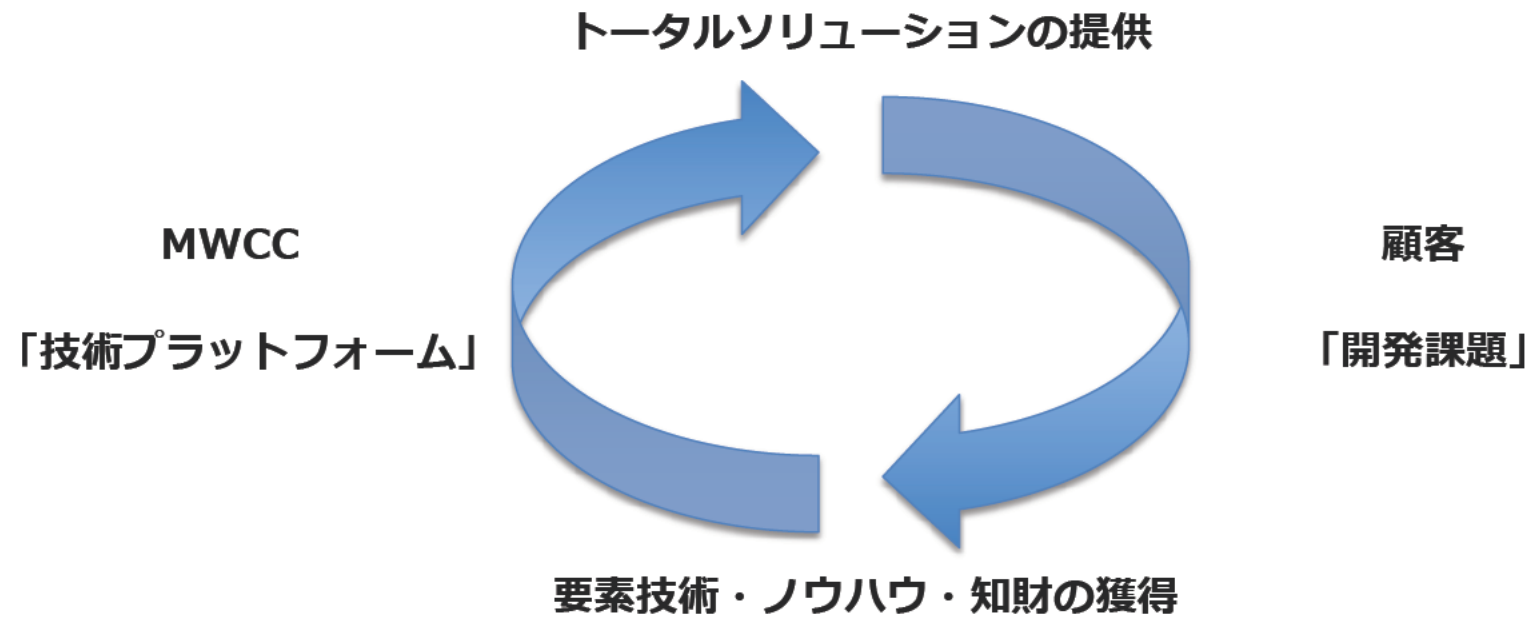 トータルソリューションの提供
MWCC
「技術プラットフォーム」
顧客
「開発課題」
要素技術・ノウハウ・知財の獲得